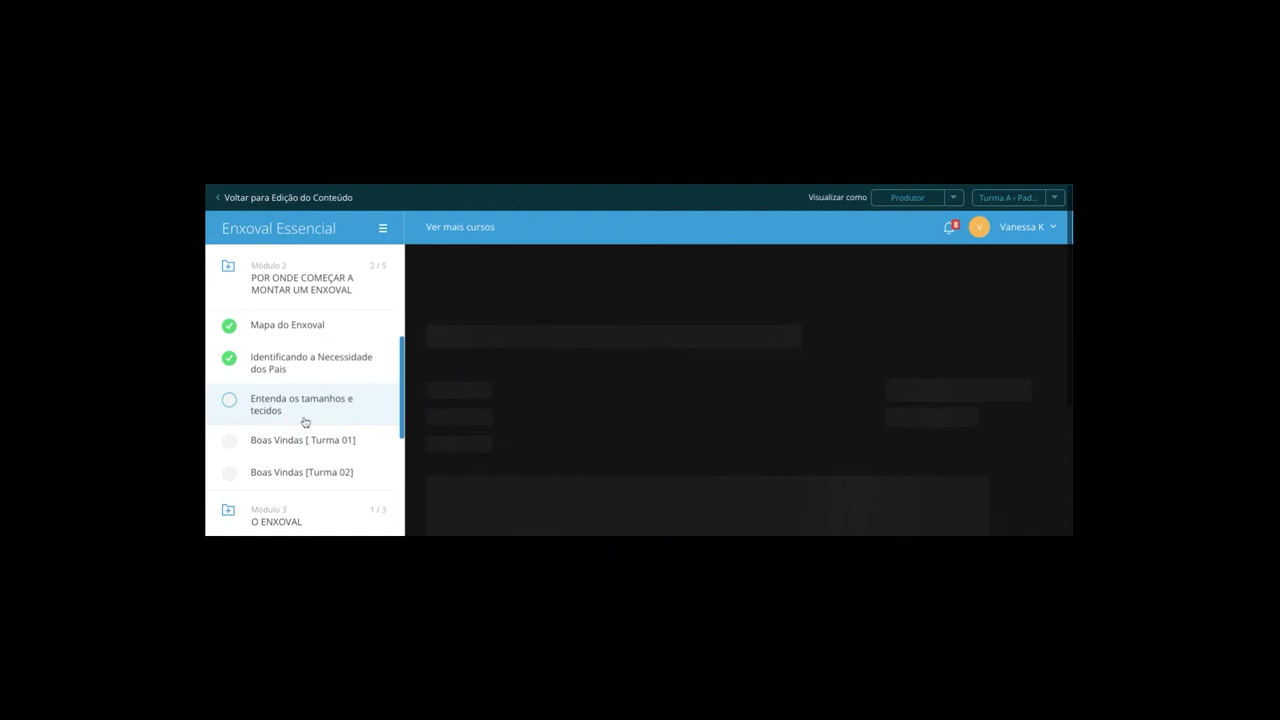 Voltar para Edição do Conteúdo
Visualizar como
Produtor
Turma A - Pad...
Enxoval Essencial
Ver mais cursos
8
V
Vanessa K
Módulo 2
2 / 5
POR ONDE COMEÇAR A
MONTAR UM ENXOVAL
Mapa do Enxoval
Identificando a Necessidade
dos Pais
Entenda os tamanhos e
tecidos
Boas Vindas [ Turma 01]
Boas Vindas [Turma 02]
Módulo 3
1 / 3
O ENXOVAL